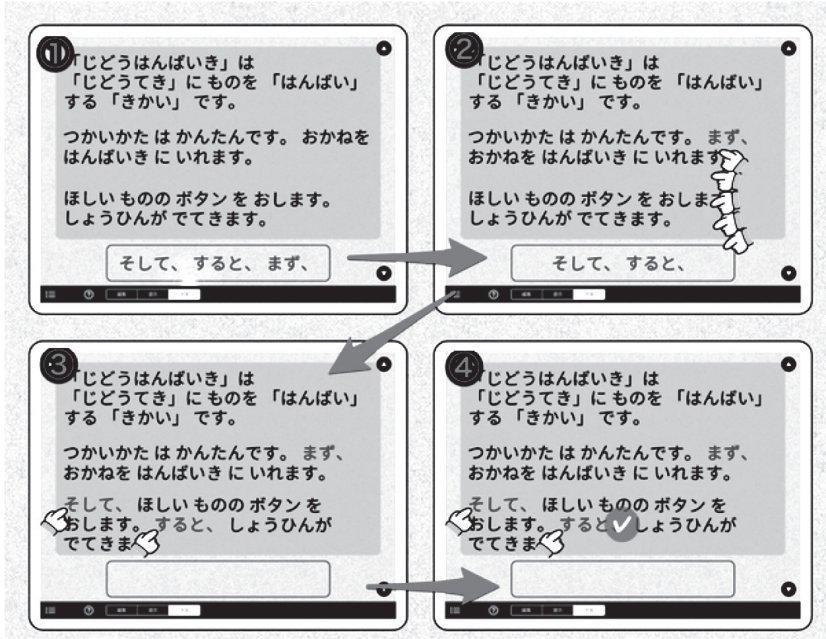 1
「じどうはんばいき」は
「じどうてき」に ものを 「はんばい」
する 「きかい」 です。
つかいかた は かんたんです。 おかねを
はんばいき に いれます。
ほしい ものの ボタン を おします。
しょうひんが でてきます。
そして、 すると、 まず、
2
「じどうはんばいき」は
「じどうてき」に ものを 「はんばい」
する 「きかい」 です。
つかいかた は かんたんです。 まず、
おかねを はんばいき に いれます
ほしい ものの ボタン を おしま
しょうひんが でてきます。
そして、 すると、
3
「じどうはんばいき」は
「じどうてき」に ものを 「はんばい」
する 「きかい」 です。
つかいかた は かんたんです。 まず、
おかねを はんばいき に いれます。
そして、 ほしい ものの ボタン を
おします。 すると、 しょうひんが
でてきま
4
「じどうはんばいき」は
「じどうてき」に ものを 「はんばい」
する 「きかい」 です。
つかいかた は かんたんです。 まず、
おかねを はんばいき に いれます。
そして、 ほしい ものの ボタン を
おします。 すると しょうひんが
でてきま